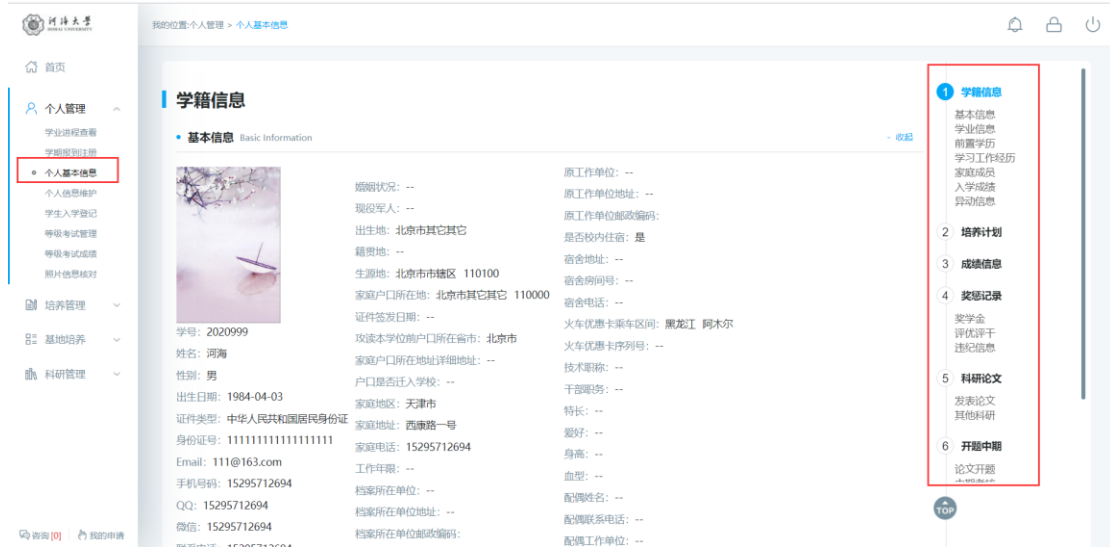 河海大学
HOHAI UNIVERSITY
我的位置:个人管理 > 个人基本信息
首页
个人管理
学业进程查看
学期报到注册
个人基本信息
个人信息维护
学生入学登记
等级考试管理
等级考试成绩
照片信息核对
培养管理
基地培养
科研管理
咨询[0]
我的申请
学籍信息
基本信息 Basic Information
- 收起
学号: 2020999
姓名: 河海
性别: 男
出生日期: 1984-04-03
证件类型: 中华人民共和国居民身份证
身份证号: 111111111111111111
Email: 111@163.com
手机号码: 15295712694
QQ: 15295712694
微信: 15295712694
联系电话: 15295712694
婚姻状况: --
现役军人: --
出生地: 北京市其它其它
籍贯地: --
生源地: 北京市市辖区 110100
家庭户口所在地: 北京市其它其它 110000
证件签发日期: --
攻读本学位前户口所在省市: 北京市
家庭户口所在地址详细地址: --
户口是否迁入学校: --
家庭地区: 天津市
家庭地址: 西康路一号
家庭电话: 15295712694
工作年限: --
档案所在单位: --
档案所在单位地址: --
档案所在单位邮政编码:
原工作单位: --
原工作单位地址: --
原工作单位邮政编码:
是否校内住宿: 是
宿舍地址: --
宿舍房间号: --
宿舍电话: --
火车优惠卡乘车区间: 黑龙江 阿木尔
火车优惠卡序列号: --
技术职称: --
干部职务: --
特长: --
爱好: --
身高: --
血型: --
配偶姓名: --
配偶联系电话: --
配偶工作单位: --
1 学籍信息
基本信息
学业信息
前置学历
学习工作经历
家庭成员
入学成绩
异动信息
2 培养计划
3 成绩信息
4 奖惩记录
奖学金
评优评干
违纪信息
5 科研论文
发表论文
其他科研
6 开题中期
论文开题
中期考核
TOP